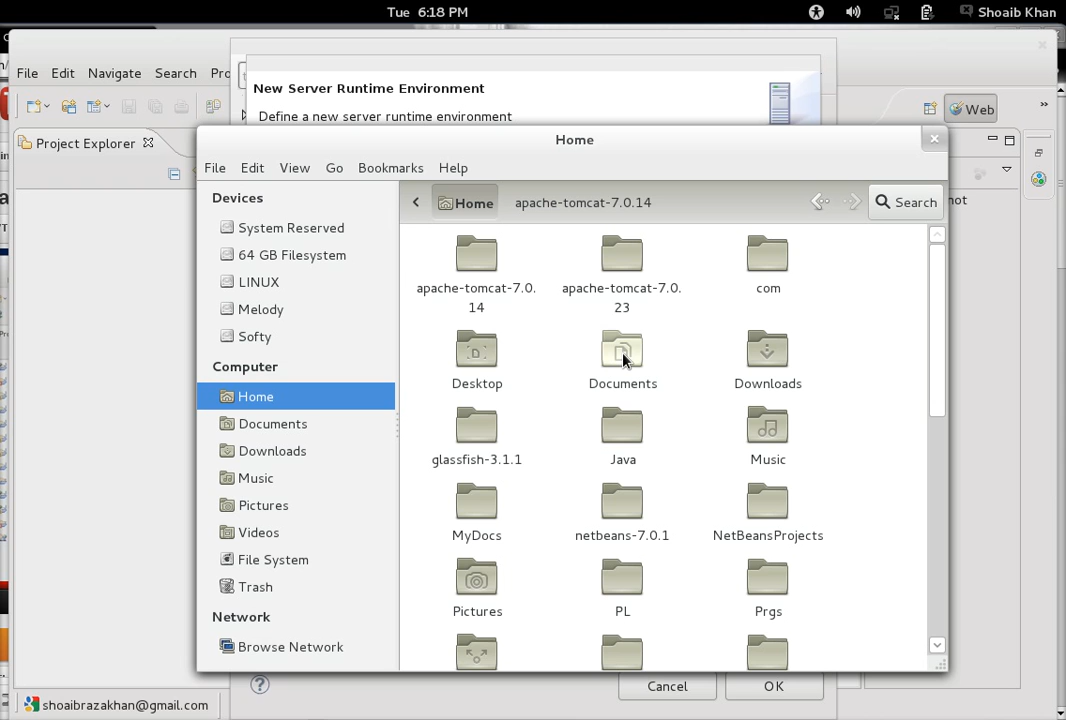 Tue 6:18 PM
Shoaib Khan
File Edit Navigate Search Pro
Web
New Server Runtime Environment
Define a new server runtime environment
Project Explorer
Home
File Edit View Go Bookmarks Help
Devices
System Reserved
64 GB Filesystem
LINUX
Melody
Softy
Computer
Home
Documents
Downloads
Music
Pictures
Videos
File System
Trash
Network
Browse Network
Home
apache-tomcat-7.0.14
Search
not
apache-tomcat-7.0.
14
apache-tomcat-7.0.
23
com
Desktop
Documents
Downloads
glassfish-3.1.1
Java
Music
MyDocs
netbeans-7.0.1
NetBeansProjects
Pictures
PL
Prgs
Cancel
OK
shoaibrazakhan@gmail.com